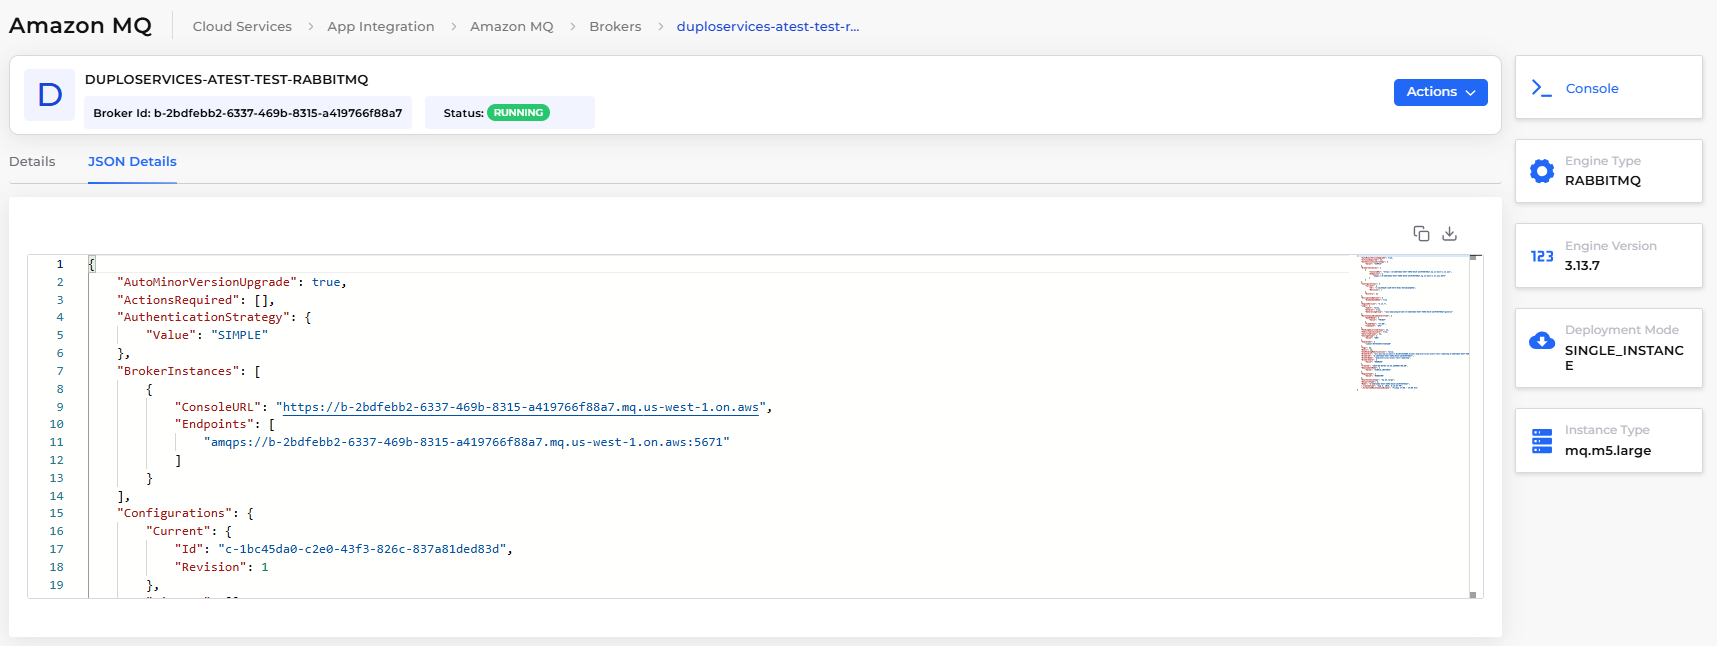 Amazon MQ
Cloud Services > App Integration > Amazon MQ > Brokers > duploservices-atest-test-r...
D
DUPLOSERVICES-ATEST-TEST-RABBITMQ
Broker Id: b-2bdfebb2-6337-469b-8315-a419766f88a7
Status: RUNNING
Actions
Details
JSON Details
1 {
2 "AutoMinorVersionUpgrade": true,
3 "ActionsRequired": [],
4 "AuthenticationStrategy": {
5 "Value": "SIMPLE"
6 },
7 "BrokerInstances": [
8 {
9 "ConsoleURL": "https://b-2bdfebb2-6337-469b-8315-a419766f88a7.mq.us-west-1.on.aws",
10 "Endpoints": [
11 "amqps://b-2bdfebb2-6337-469b-8315-a419766f88a7.mq.us-west-1.on.aws:5671"
12 ]
13 }
14 ],
15 "Configurations": {
16 "Current": {
17 "Id": "c-1bc45da0-c2e0-43f3-826c-837a81ded83d",
18 "Revision": 1
19 },
Console
Engine Type
RABBITMQ
123
Engine Version
3.13.7
Deployment Mode
SINGLE_INSTANC
E
Instance Type
mq.m5.large